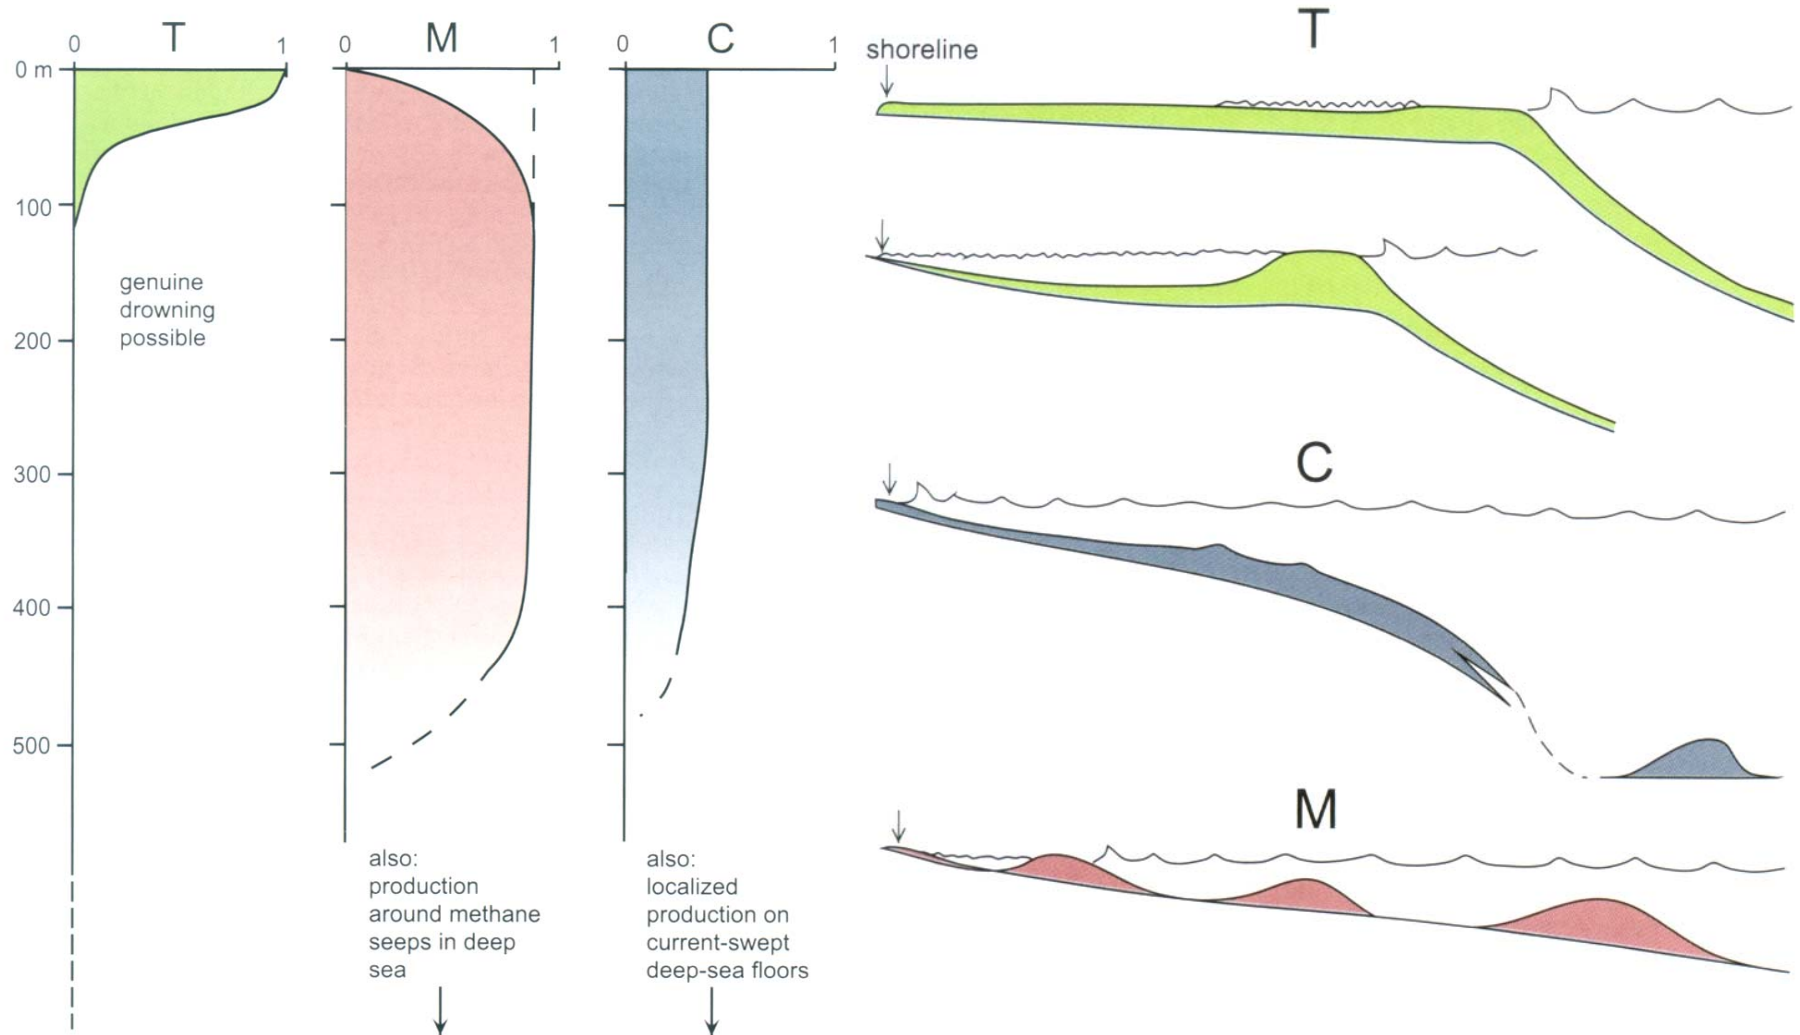 0 T 1
0 M 1
0 C 1
0 m
100
200
300
400
500
genuine
drowning
possible
also:
production
around methane
seeps in deep
sea
also:
localized
production on
current-swept
deep-sea floors
T
shoreline
C
M